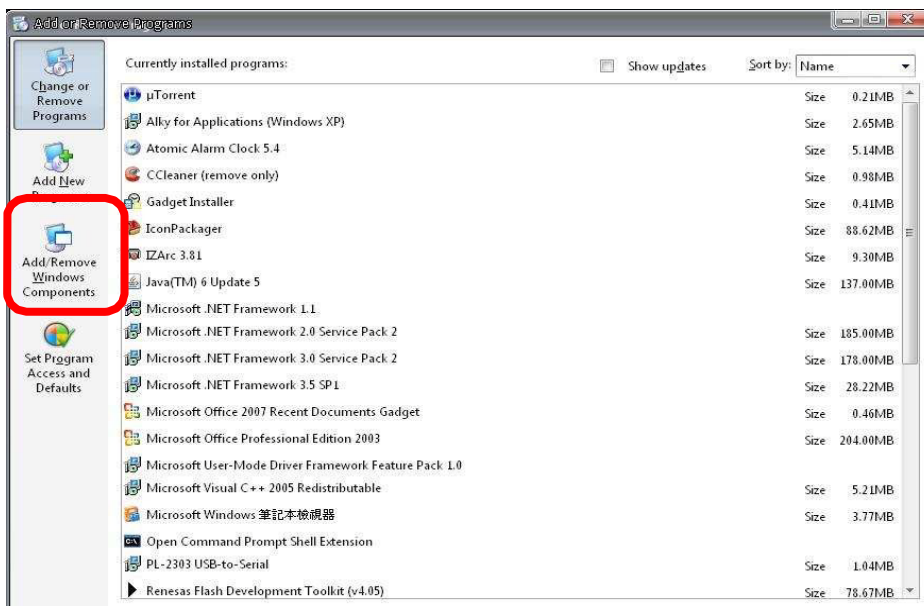 Add or Remove Programs
Change or
Remove
Programs
Add New
Add/Remove
Windows
Components
Set Program
Access and
Defaults
Currently installed programs:
Show updates
Sort by: Name
µTorrent Size 0.21MB
Alky for Applications (Windows XP) Size 2.65MB
Atomic Alarm Clock 5.4 Size 5.14MB
CCleaner (remove only) Size 0.98MB
Gadget Installer Size 0.41MB
IconPackager Size 88.62MB
IZArc 3.81 Size 9.30MB
Java(TM) 6 Update 5 Size 137.00MB
Microsoft .NET Framework 1.1
Microsoft .NET Framework 2.0 Service Pack 2 Size 185.00MB
Microsoft .NET Framework 3.0 Service Pack 2 Size 178.00MB
Microsoft .NET Framework 3.5 SP1 Size 28.22MB
Microsoft Office 2007 Recent Documents Gadget Size 0.46MB
Microsoft Office Professional Edition 2003 Size 204.00MB
Microsoft User-Mode Driver Framework Feature Pack 1.0
Microsoft Visual C++ 2005 Redistributable Size 5.21MB
Microsoft Windows 筆記本檢視器 Size 3.77MB
Open Command Prompt Shell Extension
PL-2303 USB-to-Serial Size 1.04MB
Renesas Flash Development Toolkit (v4.05) Size 78.67MB